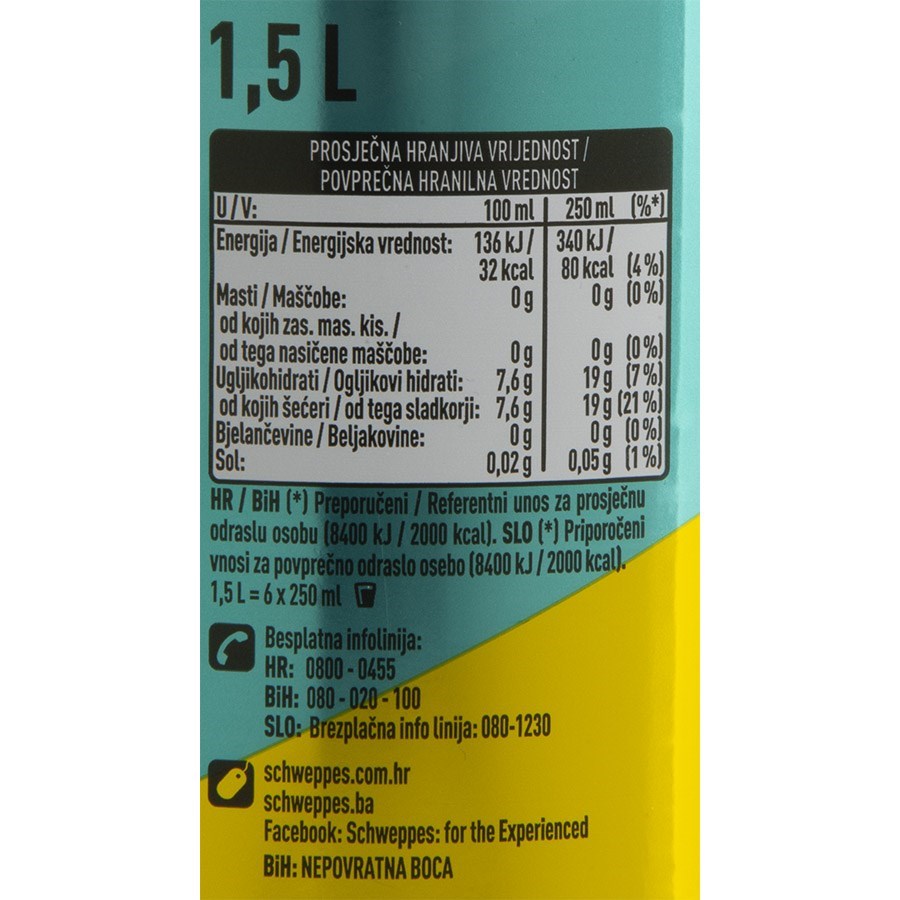 1,5 L
PROSJEČNA HRANJIVA VRIJEDNOST /
POVPREČNA HRANILNA VREDNOST
U / V: 100 ml 250 ml (%*)
Energija / Energijska vrednost: 136 kJ / 340 kJ /
32 kcal 80 kcal (4 %)
Masti / Maščobe: 0 g 0 g (0 %)
od kojih zas. mas. kis. /
od tega nasičene maščobe: 0 g 0 g (0 %)
Ugljikohidrati / Ogljikovi hidrati: 7,6 g 19 g (7 %)
od kojih šećeri / od tega sladkorji: 7,6 g 19 g (21 %)
Bjelančevine / Beljakovine: 0 g 0 g (0 %)
Sol: 0,02 g 0,05 g (1 %)
HR / BiH (*) Preporučeni / Referentni unos za prosječnu
odraslu osobu (8400 kJ / 2000 kcal). SLO (*) Priporočeni
vnosi za povprečno odraslo osebo (8400 kJ / 2000 kcal).
1,5 L = 6 x 250 ml
Besplatna infolinija:
HR: 0800 - 0455
BiH: 080 - 020 - 100
SLO: Brezplačna info linija: 080-1230
schweppes.com.hr
schweppes.ba
Facebook: Schweppes: for the Experienced
BiH: NEPOVRATNA BOCA